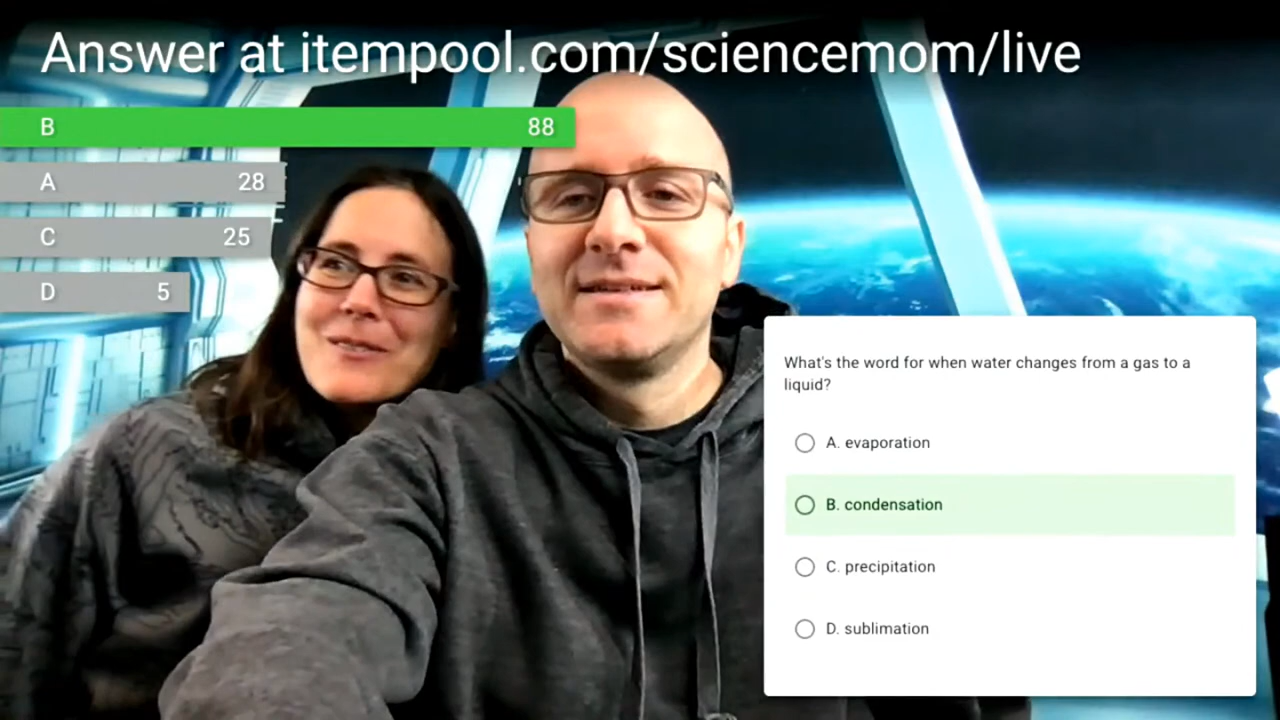 Answer at itempool.com/sciencemom/live
B 88
A 28
C 25
D 5
What's the word for when water changes from a gas to a
liquid?
A. evaporation
B. condensation
C. precipitation
D. sublimation